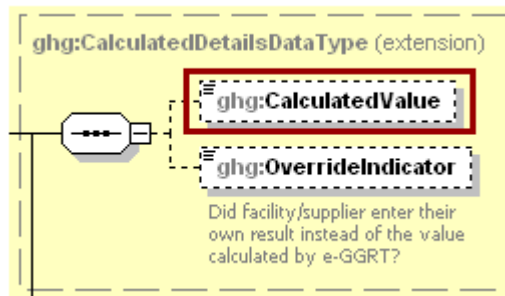 ghg:CalculatedDetailsDataType (extension)
ghg:CalculatedValue
ghg:OverrideIndicator
Did facility/supplier enter their
own result instead of the value
calculated by e-GGRT?